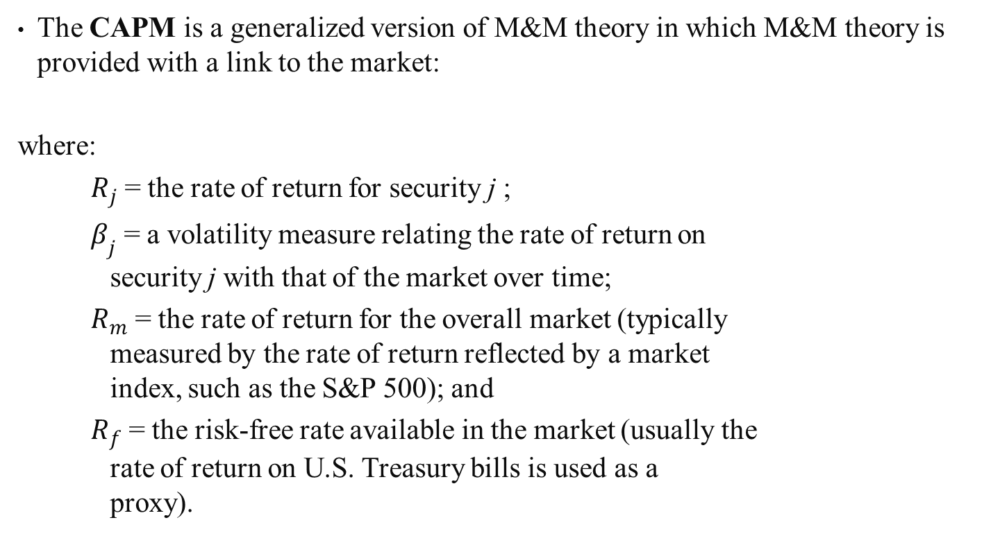 • The CAPM is a generalized version of M&M theory in which M&M theory is
provided with a link to the market:
where:
R_j = the rate of return for security j ;
β_j = a volatility measure relating the rate of return on
security j with that of the market over time;
R_m = the rate of return for the overall market (typically
measured by the rate of return reflected by a market
index, such as the S&P 500); and
R_f = the risk-free rate available in the market (usually the
rate of return on U.S. Treasury bills is used as a
proxy).